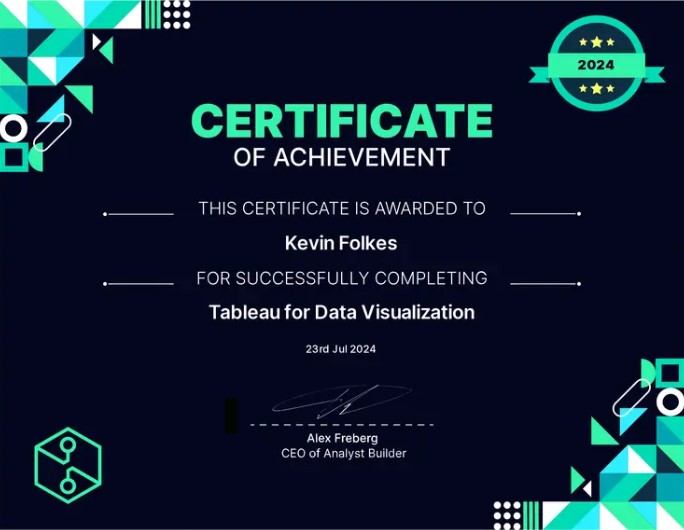 2024
CERTIFICATE
OF ACHIEVEMENT
THIS CERTIFICATE IS AWARDED TO
Kevin Folkes
FOR SUCCESSFULLY COMPLETING
Tableau for Data Visualization
23rd Jul 2024
Alex Freberg
CEO of Analyst Builder